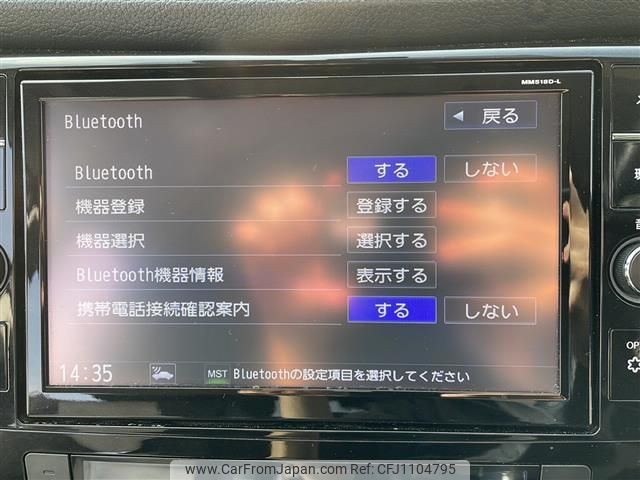 MM518D-L
Bluetooth
◀ 戻る
Bluetooth する しない
機器登録 登録する
機器選択 選択する
Bluetooth機器情報 表示する
携帯電話接続確認案内 する しない
14:35 MST Bluetoothの設定項目を選択してください
www.CarFromJapan.com - Ref: CFJ1104795